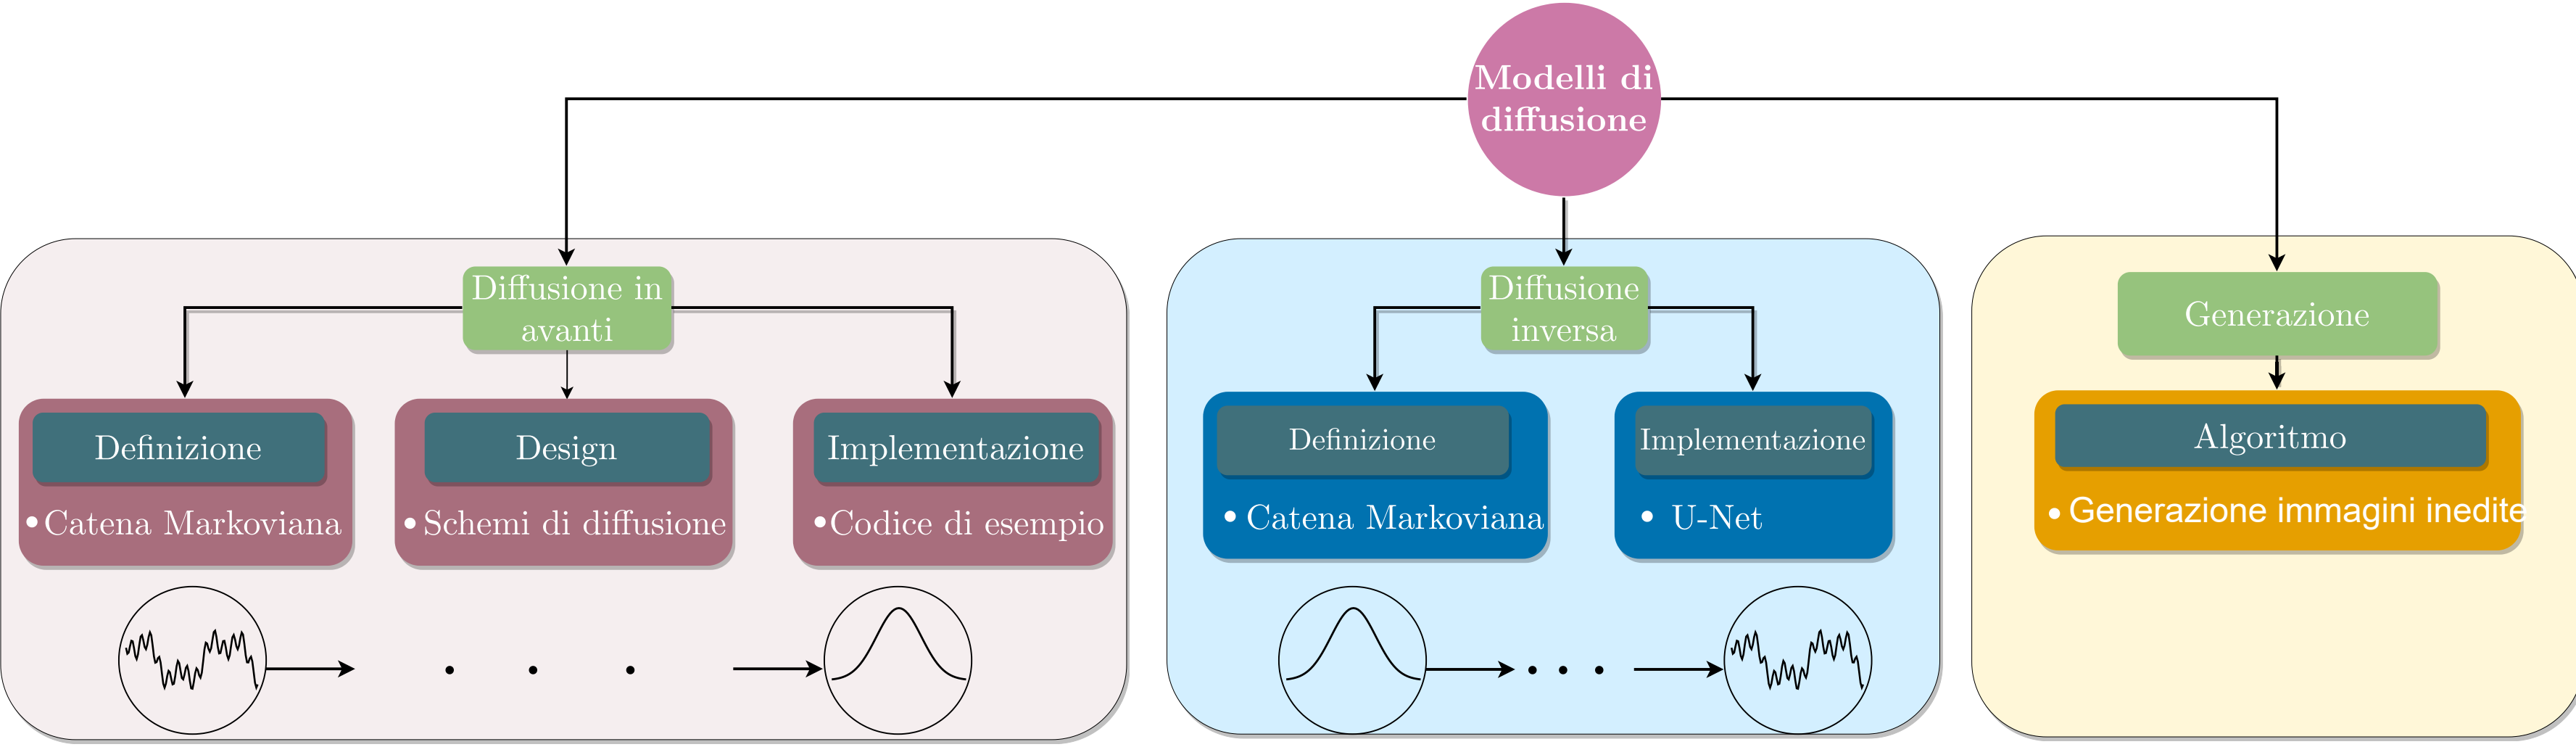 Modelli di
diffusione
Diffusione in
avanti
Definizione
• Catena Markoviana
Design
• Schemi di diffusione
Implementazione
• Codice di esempio
Diffusione
inversa
Definizione
• Catena Markoviana
Implementazione
• U-Net
Generazione
Algoritmo
• Generazione immagini inedite